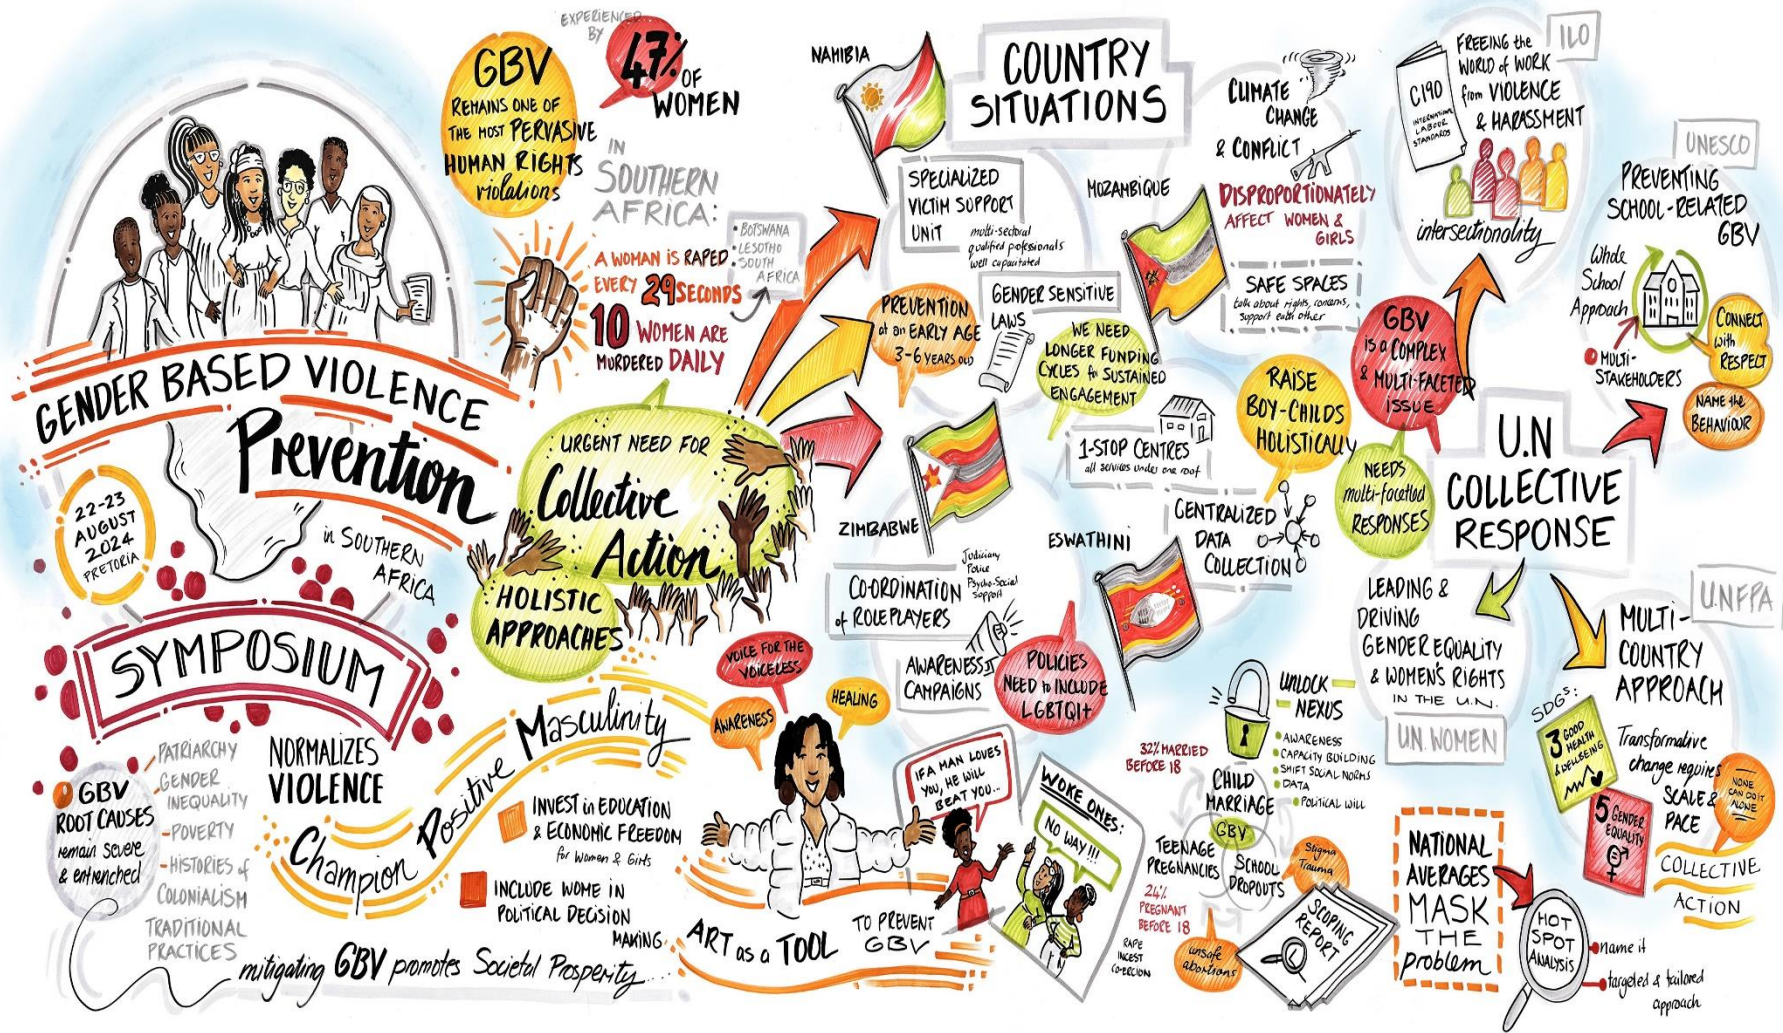 GENDER BASED VIOLENCE
Prevention
in SOUTHERN
AFRICA
22-23
AUGUST
2024
PRETORIA
SYMPOSIUM
GBV
ROOT CAUSES
remain severe
& entrenched
PATRIARCHY
GENDER
INEQUALITY
POVERTY
HISTORIES of
COLONIALISM
TRADITIONAL
PRACTICES
NORMALIZES
VIOLENCE
Champion Positive Masculinity
INVEST in EDUCATION
& ECONOMIC FREEDOM
for Women & Girls
INCLUDE WOME IN
POLITICAL DECISION
MAKING
mitigating GBV promotes Societal Prosperity...
GBV
REMAINS ONE OF
THE MOST PERVASIVE
HUMAN RIGHTS
violations
EXPERIENCED
BY
47%
OF
WOMEN
IN
SOUTHERN
AFRICA:
• BOTSWANA
• LESOTHO
• SOUTH
AFRICA
A WOMAN IS RAPED
EVERY 29 SECONDS
10 WOMEN ARE
MURDERED DAILY
URGENT NEED FOR
Collective
Action
HOLISTIC
APPROACHES
VOICE FOR THE
VOICELESS
AWARENESS
HEALING
ART as a TOOL
TO PREVENT
GBV
IF A MAN LOVES
YOU, HE WILL
BEAT YOU...
WOKE ONES:
NO WAY!!!
COUNTRY
SITUATIONS
NAMIBIA
SPECIALIZED
VICTIM SUPPORT
UNIT
multi-sectoral
qualified professionals
well capacitated
PREVENTION
at an EARLY AGE
3-6 YEARS OLD
GENDER SENSITIVE
LAWS
WE NEED
LONGER FUNDING
CYCLES for SUSTAINED
ENGAGEMENT
MOZAMBIQUE
CLIMATE
CHANGE
& CONFLICT
DISPROPORTIONATELY
AFFECT WOMEN &
GIRLS
SAFE SPACES
talk about rights, concerns,
support each other
1-STOP CENTRES
all services under one roof
RAISE
BOY-CHILDS
HOLISTICALLY
ZIMBABWE
CO-ORDINATION
of ROLEPLAYERS
Judiciary
Police
Psycho-Social
Support
AWARENESS
CAMPAIGNS
POLICIES
NEED to INCLUDE
LGBTQI+
ESWATHINI
CENTRALIZED
DATA
COLLECTION
UNLOCK
NEXUS
• AWARENESS
• CAPACITY BUILDING
• SHIFT SOCIAL NORMS
• DATA
• POLITICAL WILL
32% MARRIED
BEFORE 18
CHILD
MARRIAGE
GBV
TEENAGE
PREGNANCIES
SCHOOL
DROPOUTS
24%
PREGNANT
BEFORE 18
Stigma
Trauma
RAPE
INCEST
CO-ERCION
unsafe
abortions
SCOPING
REPORT
U.N
COLLECTIVE
RESPONSE
GBV
is a COMPLEX
& MULTI-FACETED
ISSUE
NEEDS
multi-facetted
RESPONSES
ILO
C190
INTERNATIONAL
LABOUR
STANDARDS
FREEING the
WORLD of WORK
from VIOLENCE
& HARASSMENT
intersectionality
UNESCO
PREVENTING
SCHOOL-RELATED
GBV
Whole
School
Approach
MULTI-
STAKEHOLDERS
CONNECT
with
RESPECT
NAME the
BEHAVIOUR
LEADING &
DRIVING
GENDER EQUALITY
& WOMEN'S RIGHTS
IN THE U.N.
UN WOMEN
UNFPA
MULTI-
COUNTRY
APPROACH
SDGs:
3 GOOD
HEALTH
& WELLBEING
5 GENDER
EQUALITY
Transformative
change requires
SCALE &
PACE
NONE
CAN DO IT
ALONE
COLLECTIVE
ACTION
NATIONAL
AVERAGES
MASK
THE
problem
HOT
SPOT
ANALYSIS
name it
targeted & tailored
approach